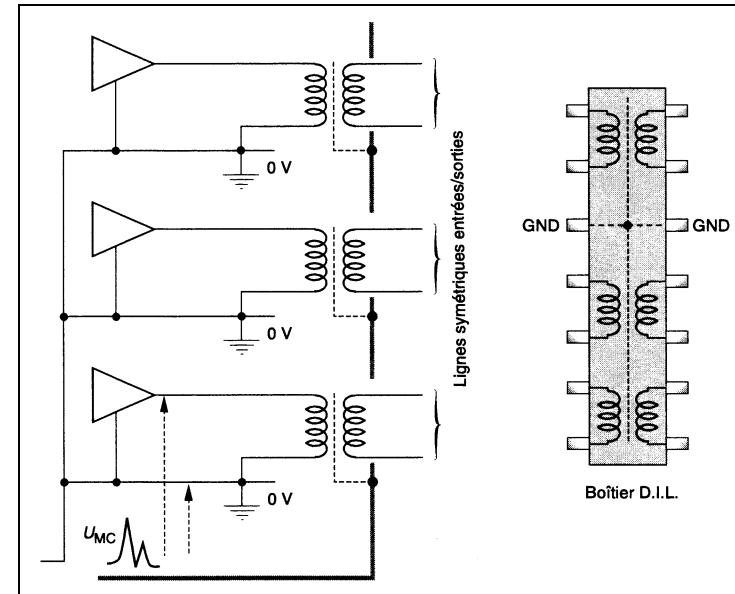 0 V
Lignes symétriques entrées/sorties
GND
GND
0 V
0 V
UMC
Boîtier D.I.L.